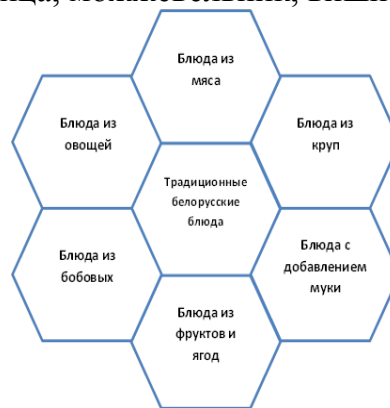 можжевельник,
Блюда из
мяса
Блюда из
овощей
Блюда из
круп
Традиционные
белорусские
блюда
Блюда из
бобовых
Блюда с
добавлением
муки
Блюда из
фруктов и
ягод